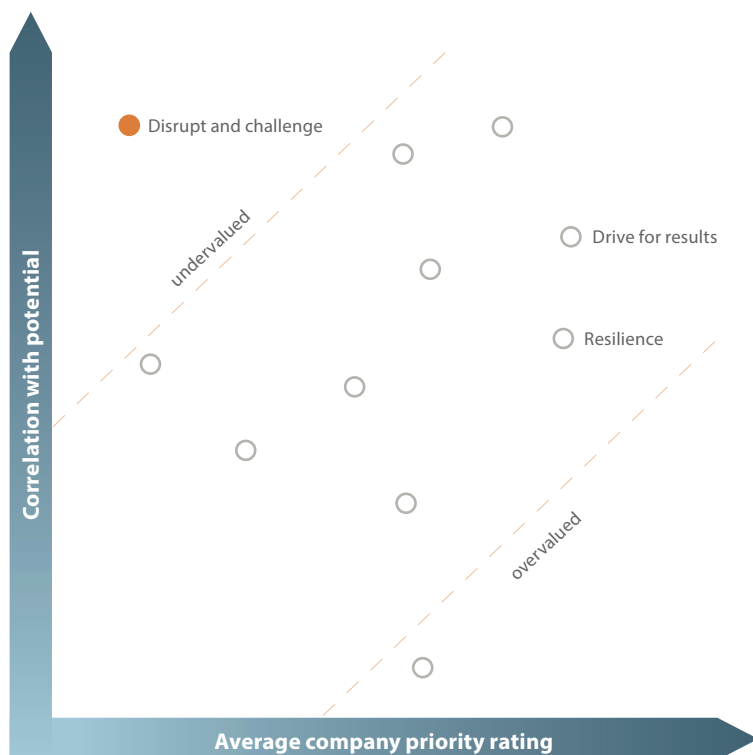 Disrupt and challenge
undervalued
Drive for results
Resilience
overvalued
Correlation with potential
Average company priority rating